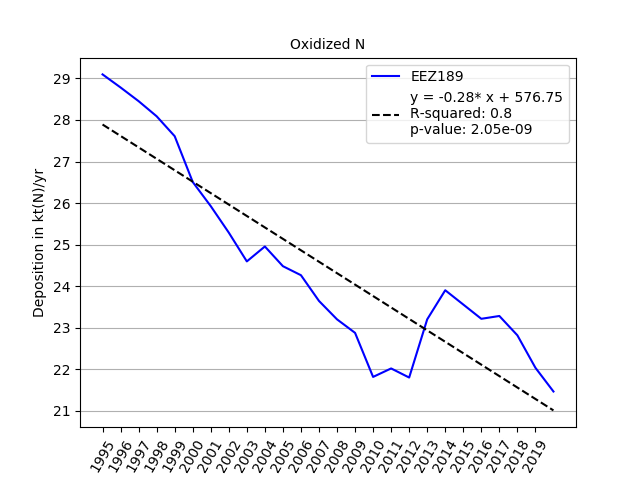 Oxidized N
EEZ189
y = -0.28* x + 576.75
R-squared: 0.8
p-value: 2.05e-09
Deposition in kt(N)/yr
29
28
27
26
25
24
23
22
21
1995 1996 1997 1998 1999 2000 2001 2002 2003 2004 2005 2006 2007 2008 2009 2010 2011 2012 2013 2014 2015 2016 2017 2018 2019